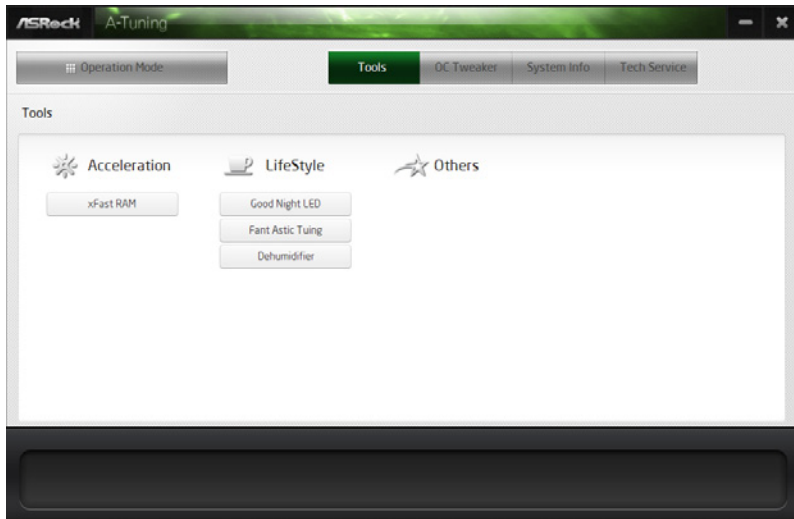 ASRock A-Tuning
Operation Mode
Tools OC Tweaker System Info Tech Service
Tools
Acceleration LifeStyle Others
xFast RAM Good Night LED
Fant Astic Tuing
Dehumidifier